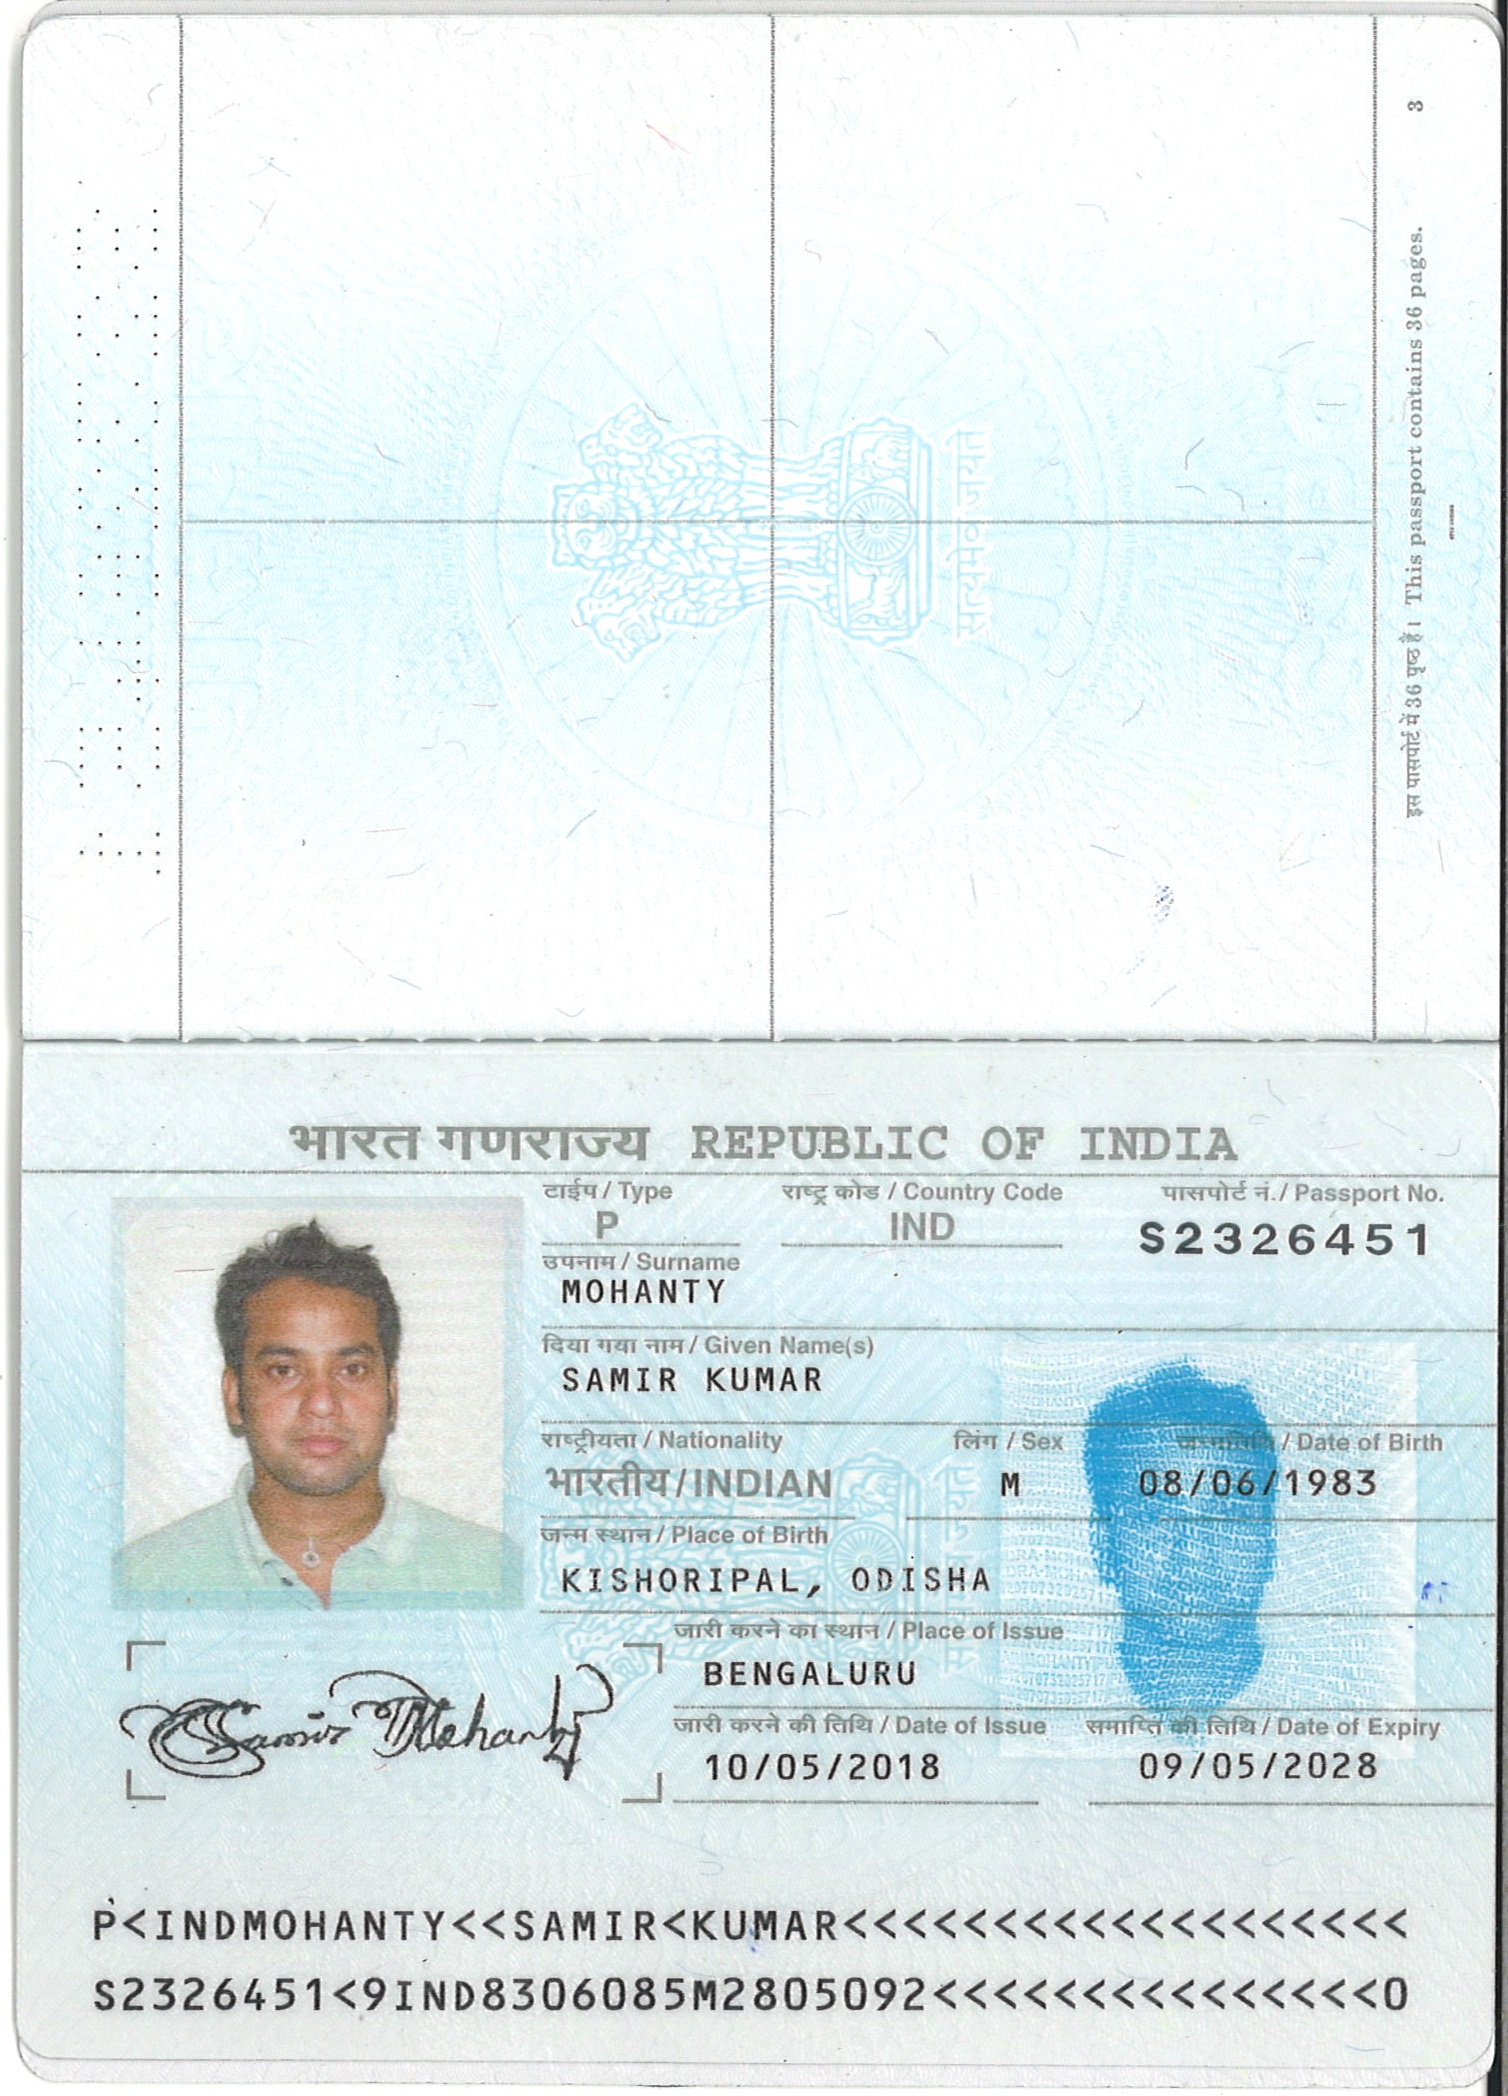 3
इस पासपोर्ट में 36 पृष्ठ हैं। This passport contains 36 pages.
सत्यमेव जयते
भारत गणराज्य REPUBLIC OF INDIA
टाईप / Type राष्ट्र कोड / Country Code पासपोर्ट नं. / Passport No.
P IND S2326451
उपनाम / Surname
MOHANTY
दिया गया नाम / Given Name(s)
SAMIR KUMAR
राष्ट्रीयता / Nationality लिंग / Sex जन्मतिथि / Date of Birth
भारतीय / INDIAN M 08/06/1983
जन्म स्थान / Place of Birth
KISHORIPAL, ODISHA
जारी करने का स्थान / Place of Issue
BENGALURU
जारी करने की तिथि / Date of Issue समाप्ति की तिथि / Date of Expiry
10/05/2018 09/05/2028
Samir Mohanty
P<INDMOHANTY<<SAMIR<KUMAR<<<<<<<<<<<<<<<<<<<
S2326451<9IND8306085M2805092<<<<<<<<<<<<<<<0